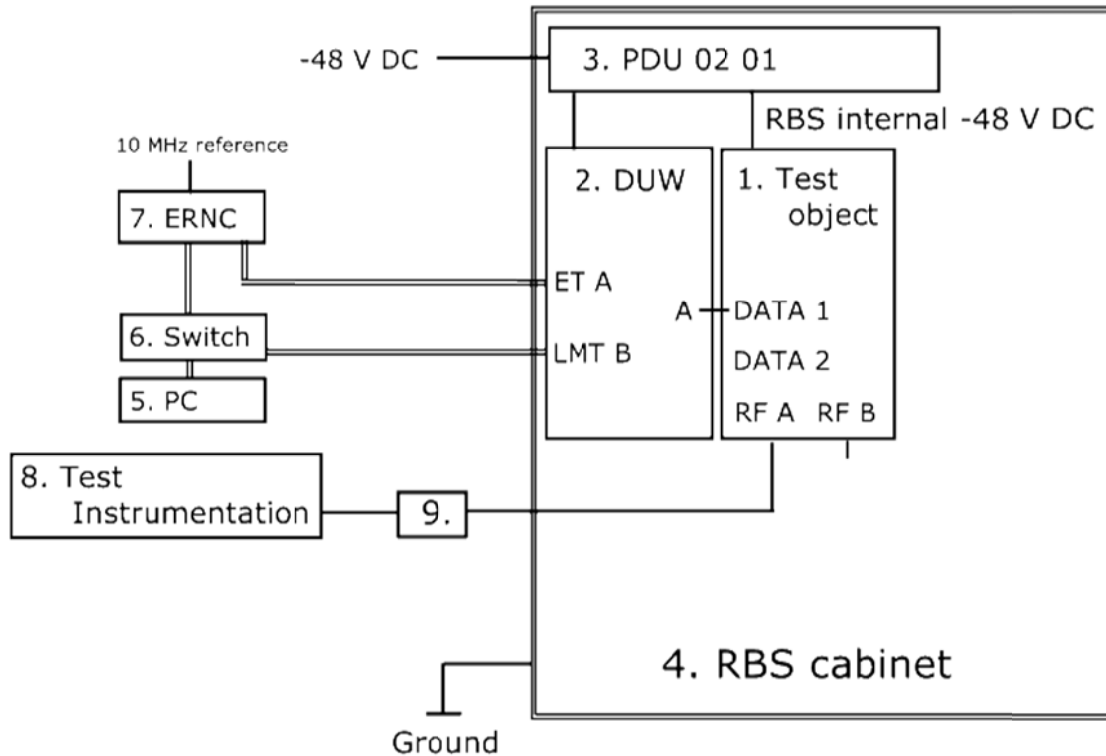 -48 V DC
3. PDU 02 01
RBS internal -48 V DC
10 MHz reference
7. ERNC
2. DUW
1. Test
object
ET A
A
DATA 1
6. Switch
LMT B
DATA 2
5. PC
RF A RF B
8. Test
Instrumentation
9.
4. RBS cabinet
Ground